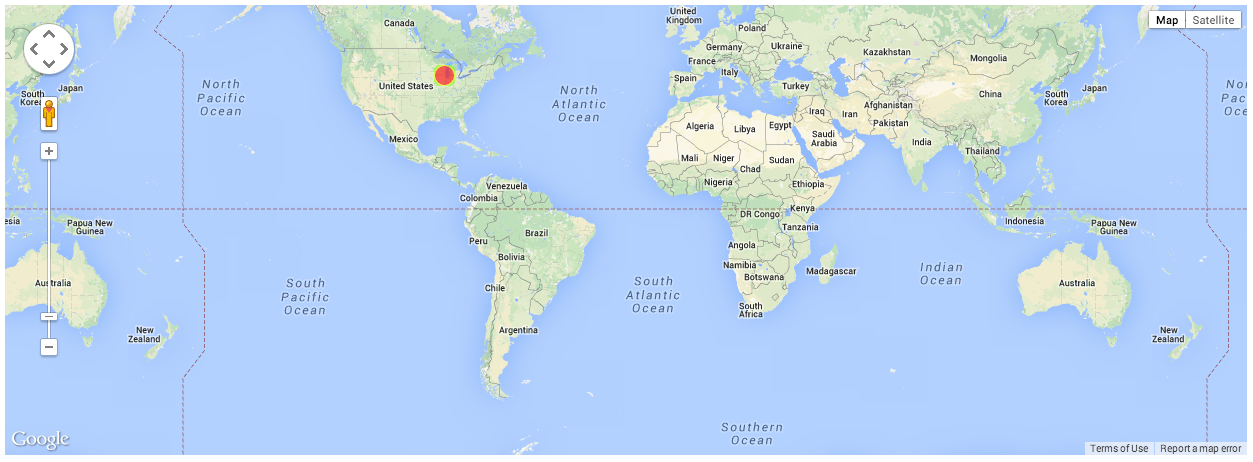 Canada
United
Kingdom
Poland
Map
Satellite
Germany
Ukraine
Kazakhstan
France
Mongolia
Italy
Spain
Turkey
United States
North
Pacific
Ocean
North
Atlantic
Ocean
South
Korea
Japan
China
South
Korea
Japan
Afghanistan
Iraq
Iran
Pakistan
Algeria
Libya
Egypt
Saudi
Arabia
India
Mexico
Mali
Niger
Chad
Sudan
Thailand
Nigeria
Ethiopia
Venezuela
Colombia
DR Congo
Kenya
Tanzania
Indonesia
esia
Papua New
Guinea
Papua New
Guinea
Peru
Brazil
Bolivia
Angola
Namibia
Botswana
Madagascar
Indian
Ocean
Australia
Australia
South
Pacific
Ocean
Chile
South
Atlantic
Ocean
South
Africa
New
Zealand
Argentina
New
Zealand
Southern
Ocean
Google
Terms of Use
Report a map error